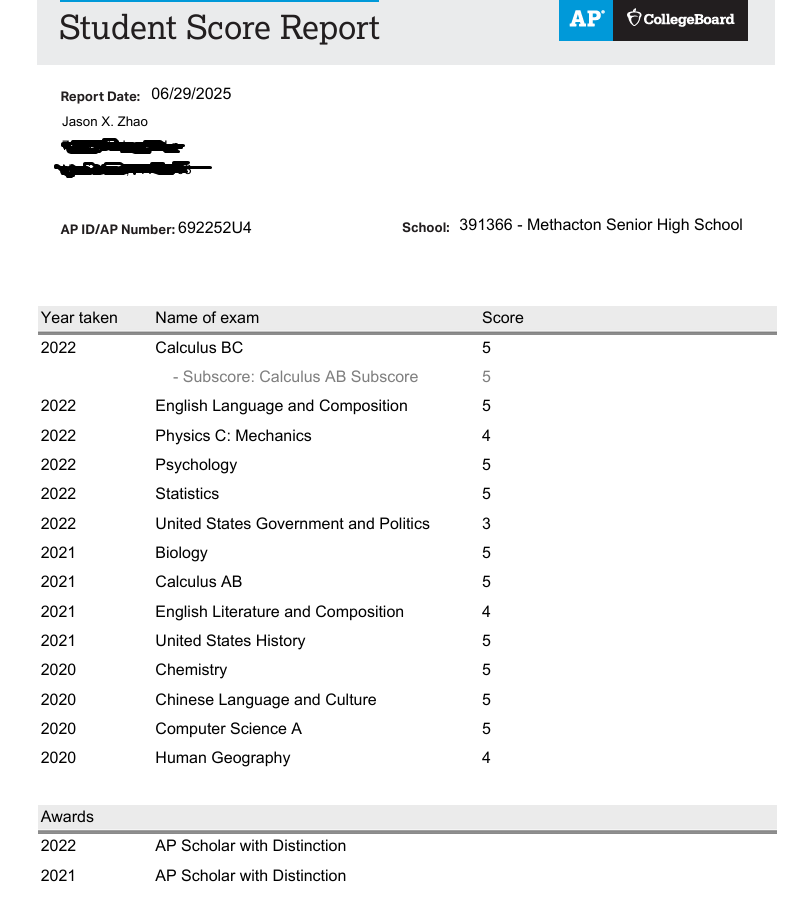 Student Score Report
AP CollegeBoard
Report Date: 06/29/2025
Jason X. Zhao
AP ID/AP Number: 692252U4 School: 391366 - Methacton Senior High School
Year taken Name of exam Score
2022 Calculus BC 5
- Subscore: Calculus AB Subscore 5
2022 English Language and Composition 5
2022 Physics C: Mechanics 4
2022 Psychology 5
2022 Statistics 5
2022 United States Government and Politics 3
2021 Biology 5
2021 Calculus AB 5
2021 English Literature and Composition 4
2021 United States History 5
2020 Chemistry 5
2020 Chinese Language and Culture 5
2020 Computer Science A 5
2020 Human Geography 4
Awards
2022 AP Scholar with Distinction
2021 AP Scholar with Distinction